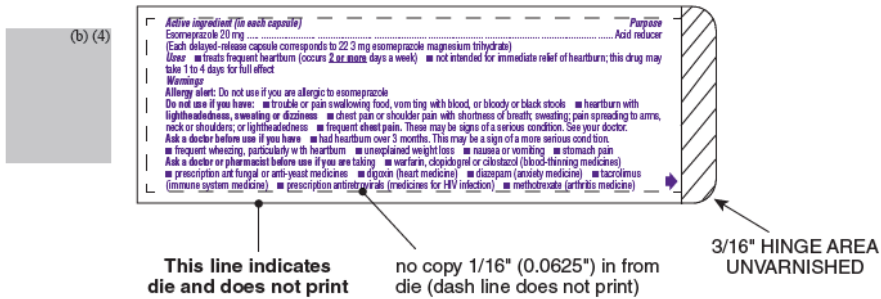 (b) (4)
Active ingredient (in each capsule) Purpose
Esomeprazole 20 mg ........................................................................ Acid reducer
(Each delayed-release capsule corresponds to 22 3 mg esomeprazole magnesium trihydrate)
Uses ■ treats frequent heartburn (occurs 2 or more days a week) ■ not intended for immediate relief of heartburn; this drug may
take 1 to 4 days for full effect
Warnings
Allergy alert: Do not use if you are allergic to esomeprazole
Do not use if you have: ■ trouble or pain swallowing food, vom ting with blood, or bloody or black stools ■ heartburn with
lightheadedness, sweating or dizziness ■ chest pain or shoulder pain with shortness of breath; sweating; pain spreading to arms,
neck or shoulders; or lightheadedness ■ frequent chest pain. These may be signs of a serious condition. See your doctor.
Ask a doctor before use if you have ■ had heartburn over 3 months. This may be a sign of a more serious condition.
■ frequent wheezing, particularly w th heartburn ■ unexplained weight loss ■ nausea or vomiting ■ stomach pain
Ask a doctor or pharmacist before use if you are taking ■ warfarin, clopidogrel or cilostazol (blood-thinning medicines)
■ prescription ant fungal or anti-yeast medicines ■ digoxin (heart medicine) ■ diazepam (anxiety medicine) ■ tacrolimus
(immune system medicine) ■ prescription antiretrovirals (medicines for HIV infection) ■ methotrexate (arthritis medicine)
This line indicates
die and does not print
no copy 1/16" (0.0625") in from
die (dash line does not print)
3/16" HINGE AREA
UNVARNISHED